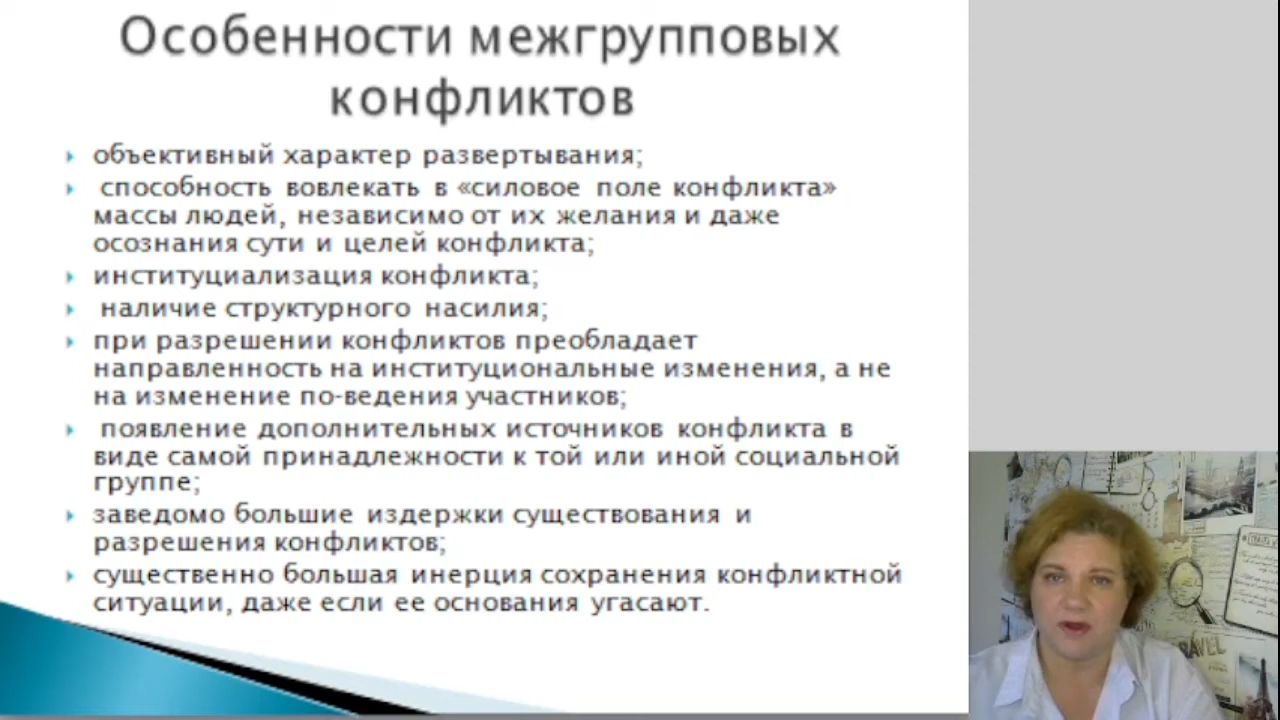 Особенности межгрупповых
конфликтов
объективный характер развертывания;
способность вовлекать в «силовое поле конфликта»
массы людей, независимо от их желания и даже
осознания сути и целей конфликта;
институциализация конфликта;
наличие структурного насилия;
при разрешении конфликтов преобладает
направленность на институциональные изменения, а не
на изменение по-ведения участников;
появление дополнительных источников конфликта в
виде самой принадлежности к той или иной социальной
группе;
заведомо большие издержки существования и
разрешения конфликтов;
существенно большая инерция сохранения конфликтной
ситуации, даже если ее основания угасают.